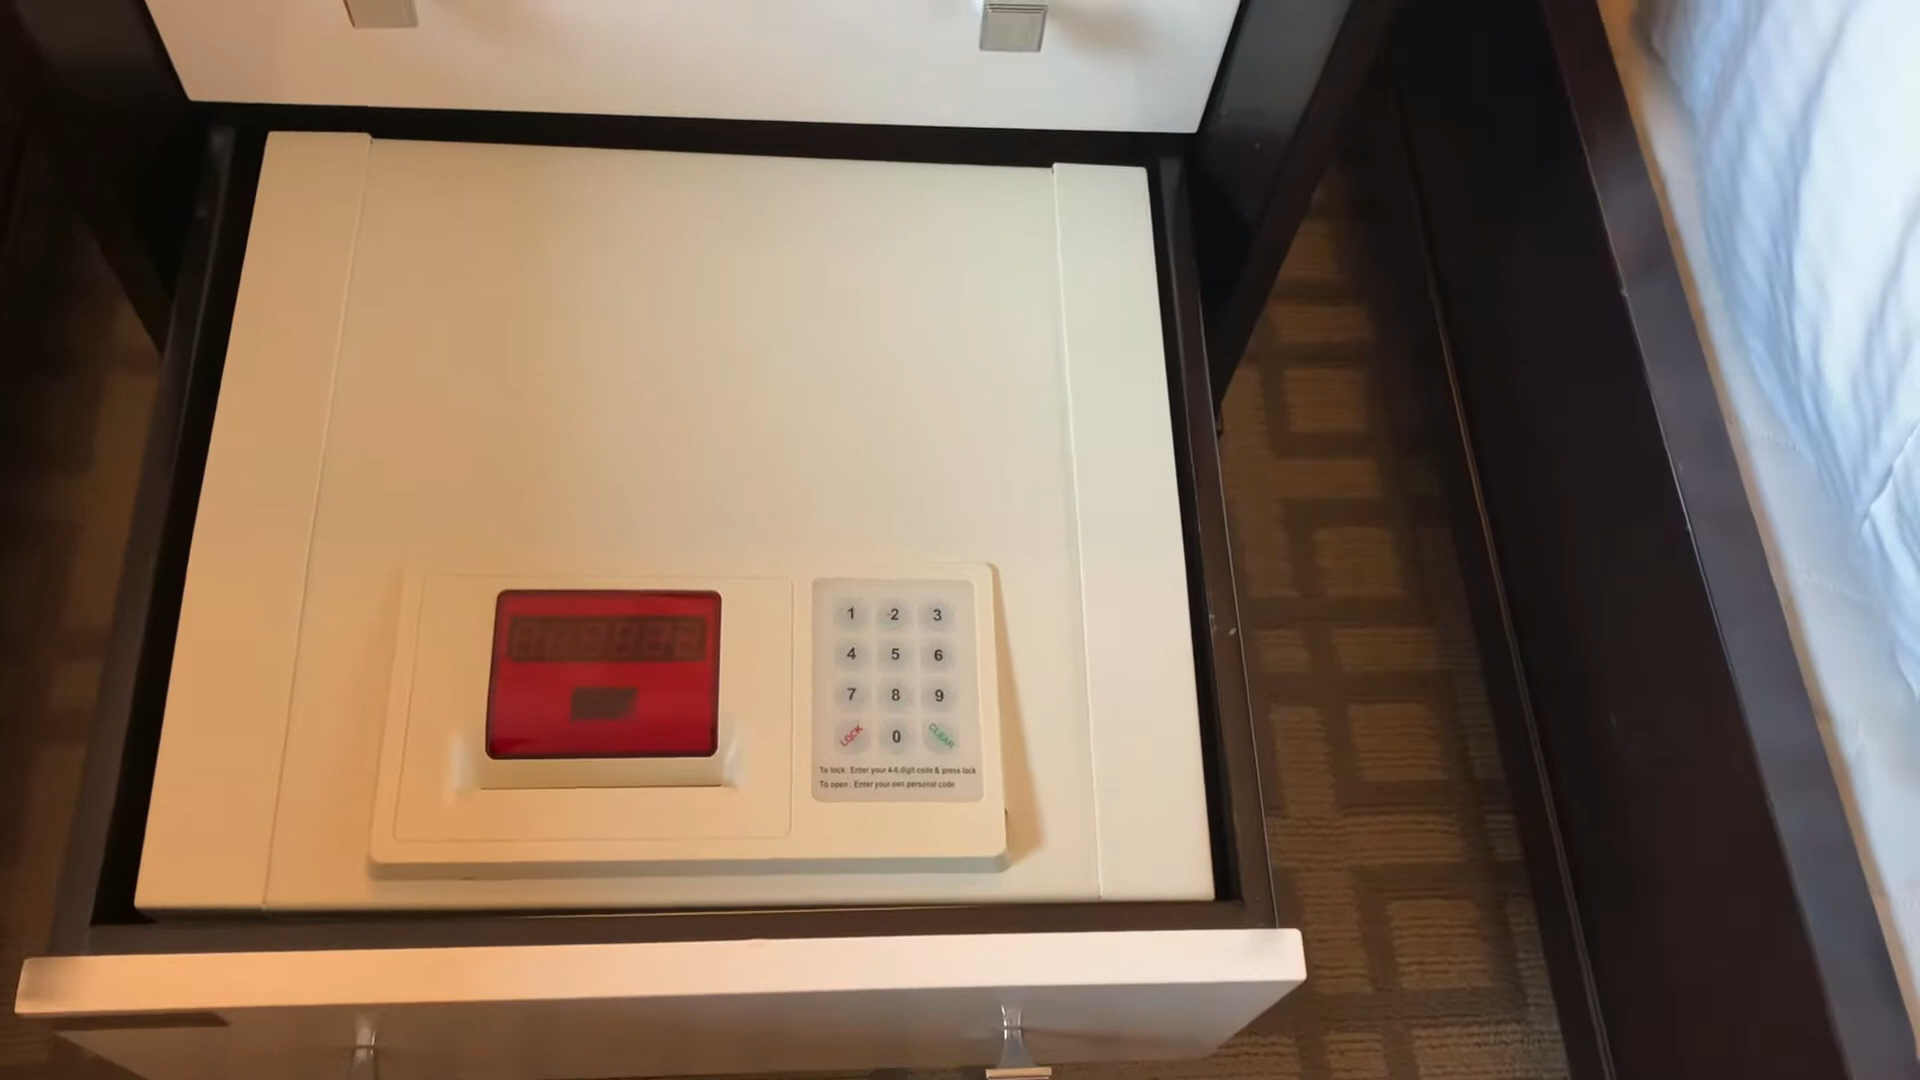 1 2 3
4 5 6
7 8 9
LOCK 0 CLEAR
To lock : Enter your 4-6 digit code & press lock
To open : Enter your own personal code